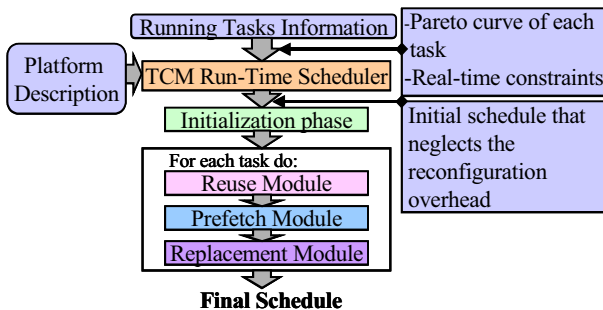 Running Tasks Information
-Pareto curve of each
task
-Real-time constraints
Platform
Description
TCM Run-Time Scheduler
Initialization phase
Initial schedule that
neglects the
reconfiguration
overhead
For each task do:
Reuse Module
Prefetch Module
Replacement Module
Final Schedule